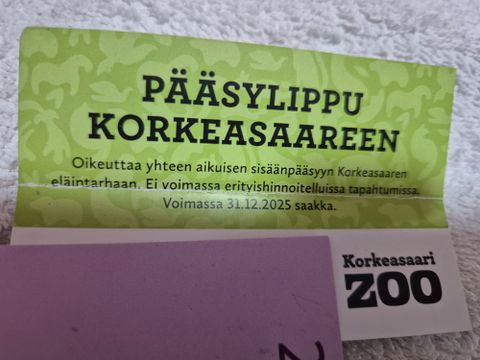 PÄÄSYLIPPU
KORKEASAAREEN
Oikeuttaa yhteen aikuisen sisäänpääsyyn Korkeasaaren
eläintarhaan. Ei voimassa erityishinnoitelluissa tapahtumissa.
Voimassa 31.12.2025 saakka.
Korkeasaari
ZOO
2